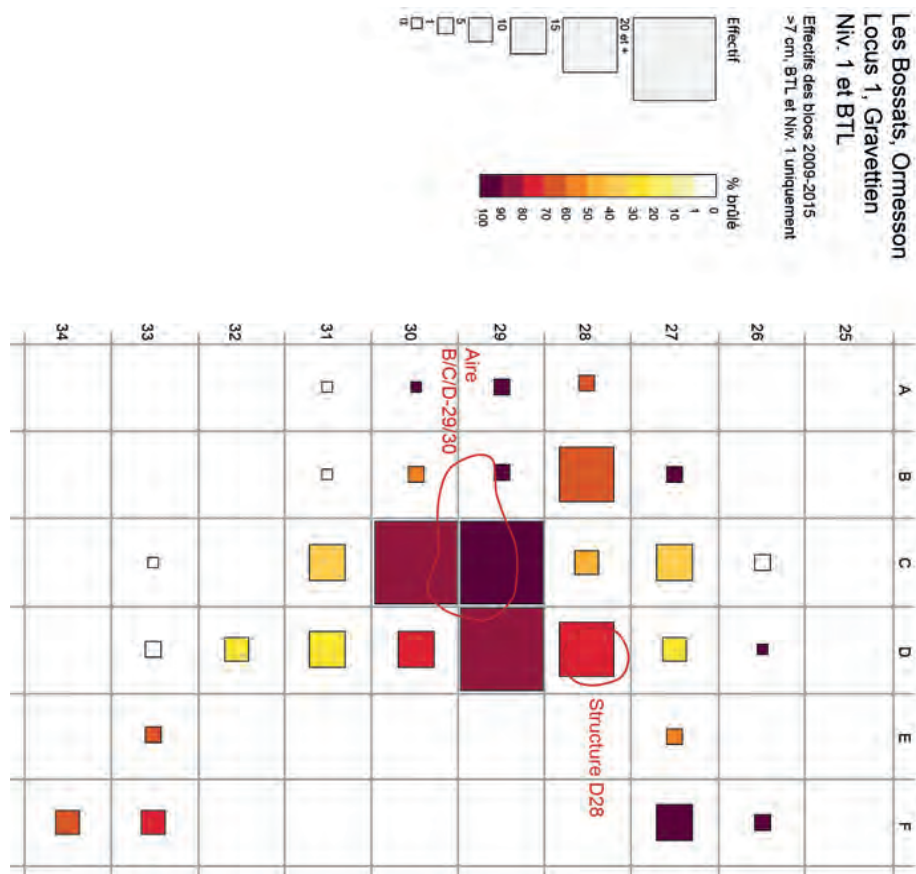 Les Bossats, Ormesson
Locus 1, Gravettien
Niv. 1 et BTL
Effectifs des blocs 2009-2015
>7 cm, BTL et Niv. 1 uniquement
Effectif
20 et +
15
10
5
1
% brûlé
0
1
10
20
30
40
50
60
70
80
90
100
A B C D E F
25
26
27
28
Structure D28
29
Aire
B/C/D-29/30
30
31
32
33
34